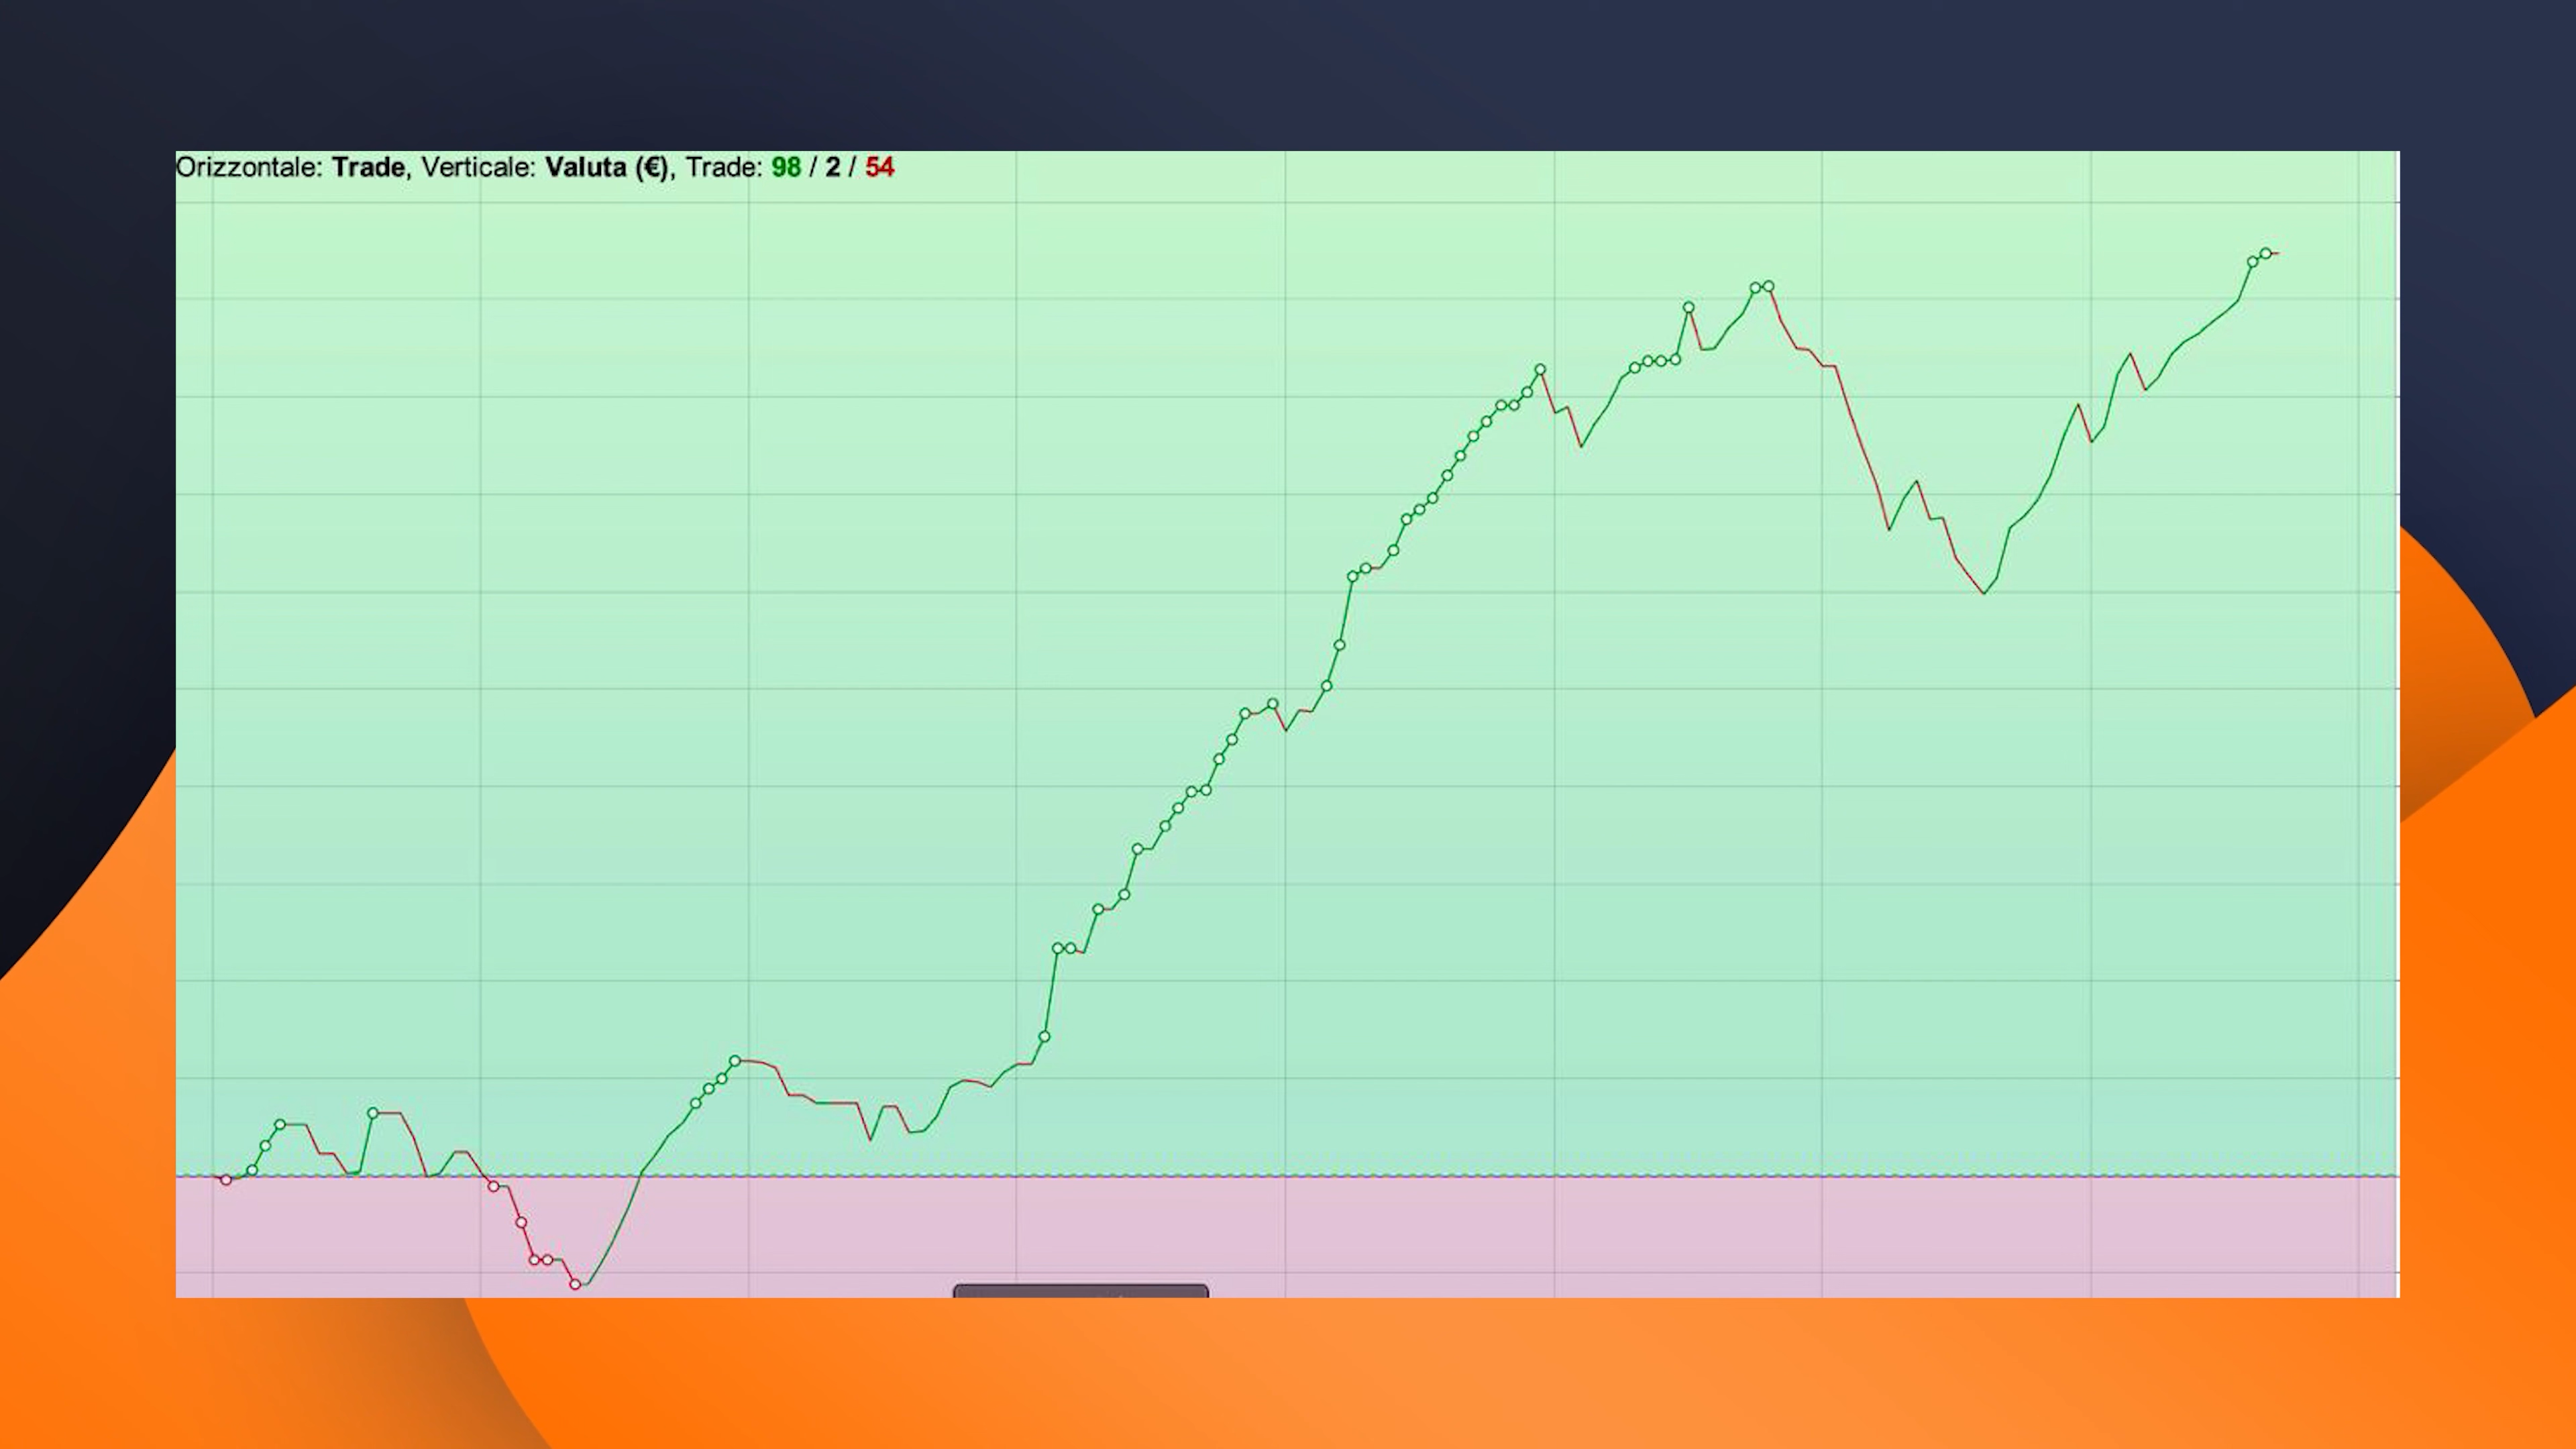 Orizzontale: Trade, Verticale: Valuta (€), Trade: 98 / 2 / 54